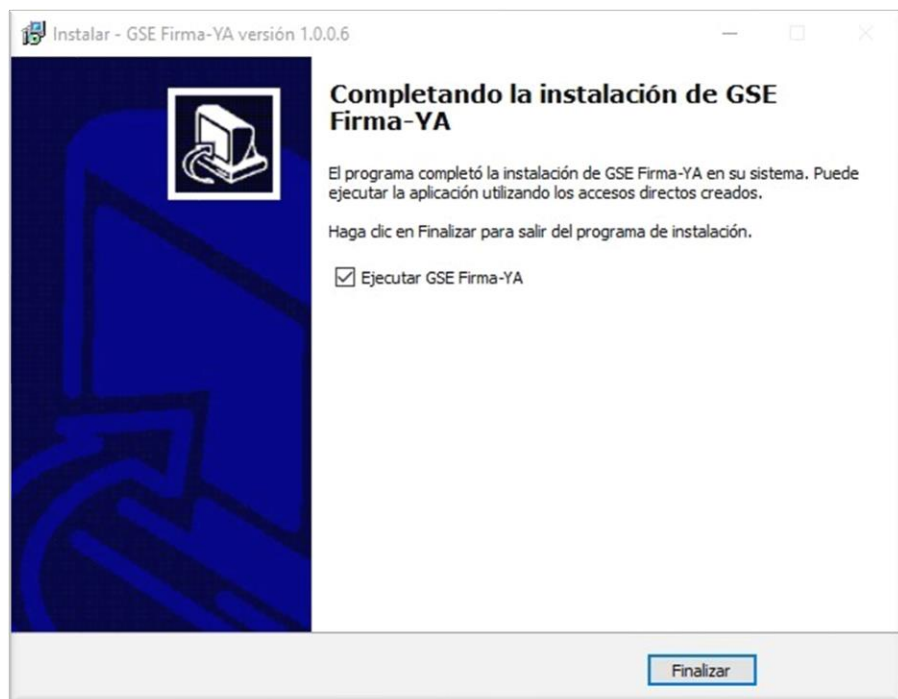 Instalar - GSE Firma-YA versión 1.0.0.6
Completando la instalación de GSE
Firma-YA
El programa completó la instalación de GSE Firma-YA en su sistema. Puede
ejecutar la aplicación utilizando los accesos directos creados.
Haga clic en Finalizar para salir del programa de instalación.
Ejecutar GSE Firma-YA
Finalizar